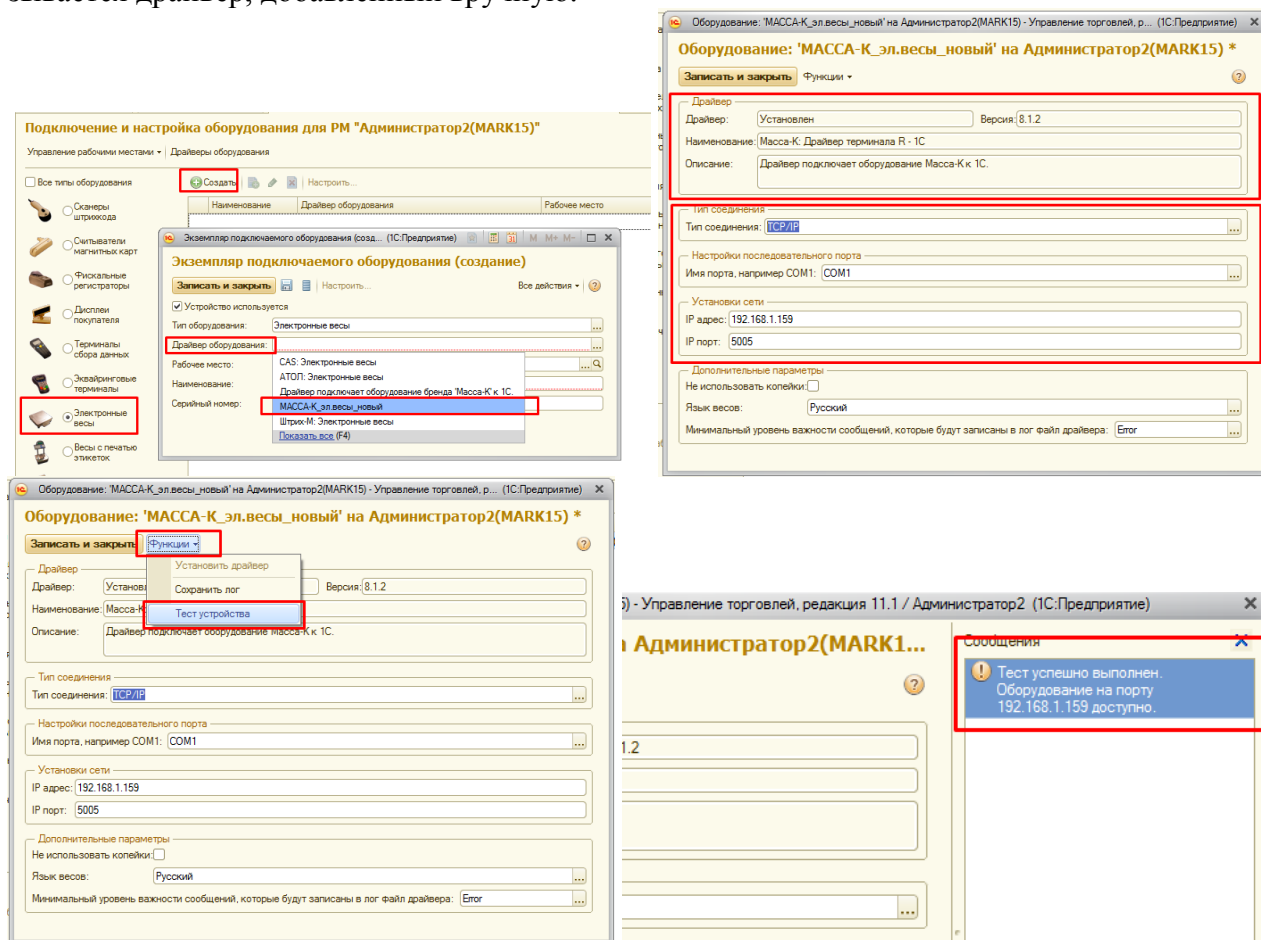 драйвер, добавленный вручную.
Подключение и настройка оборудования для РМ "Администратор2(MARK15)"
Управление рабочими местами
Драйверы оборудования
Все типы оборудования
Создать
Настроить...
Наименование
Драйвер оборудования
Рабочее место
Сканеры
штрихкода
Считыватели
магнитных карт
Фискальные
регистраторы
Дисплеи
покупателя
Терминалы
сбора данных
Эквайринговые
терминалы
Электронные
весы
Весы с печатью
этикеток
Экземпляр подключаемого оборудования (созд... (1С:Предприятие)
M M+ M-
Экземпляр подключаемого оборудования (создание)
Записать и закрыть
Настроить...
Все действия
?
Устройство используется
Тип оборудования: Электронные весы ...
Драйвер оборудования: ...
Рабочее место: ...
Наименование:
Серийный номер:
CAS: Электронные весы
АТОЛ: Электронные весы
Драйвер подключает оборудование бренда 'Масса-К' к 1С.
МАССА-К_эл.весы_новый
Штрих-М: Электронные весы
Показать все (F4)
Оборудование: 'МАССА-К_эл.весы_новый' на Администратор2(MARK15) - Управление торговлей, р... (1С:Предприятие)
Оборудование: 'МАССА-К_эл.весы_новый' на Администратор2(MARK15) *
Записать и закрыть
Функции
?
Драйвер
Драйвер: Установлен Версия: 8.1.2
Наименование: Масса-К: Драйвер терминала R - 1С
Описание: Драйвер подключает оборудование Масса-К к 1С.
Тип соединения
Тип соединения: TCP/IP ...
Настройки последовательного порта
Имя порта, например COM1: COM1 ...
Установки сети
IP адрес: 192.168.1.159
IP порт: 5005
Дополнительные параметры
Не использовать копейки:
Язык весов: Русский ...
Минимальный уровень важности сообщений, которые будут записаны в лог файл драйвера: Error ...
Оборудование: 'МАССА-К_эл.весы_новый' на Администратор2(MARK15) - Управление торговлей, р... (1С:Предприятие)
Оборудование: 'МАССА-К_эл.весы_новый' на Администратор2(MARK15) *
Записать и закрыть
Функции
?
Установить драйвер
Сохранить лог
Тест устройства
Драйвер
Драйвер: Версия: 8.1.2
Наименование:
Описание: Драйвер подключает оборудование Масса-К к 1С.
Тип соединения
Тип соединения: TCP/IP ...
Настройки последовательного порта
Имя порта, например COM1: COM1 ...
Установки сети
IP адрес: 192.168.1.159
IP порт: 5005
Дополнительные параметры
Не использовать копейки:
Язык весов: Русский ...
Минимальный уровень важности сообщений, которые будут записаны в лог файл драйвера: Error ...
- Управление торговлей, редакция 11.1 / Администратор2 (1С:Предприятие)
Администратор2(MARK1...
?
1.2
...
Сообщения
Тест успешно выполнен.
Оборудование на порту
192.168.1.159 доступно.